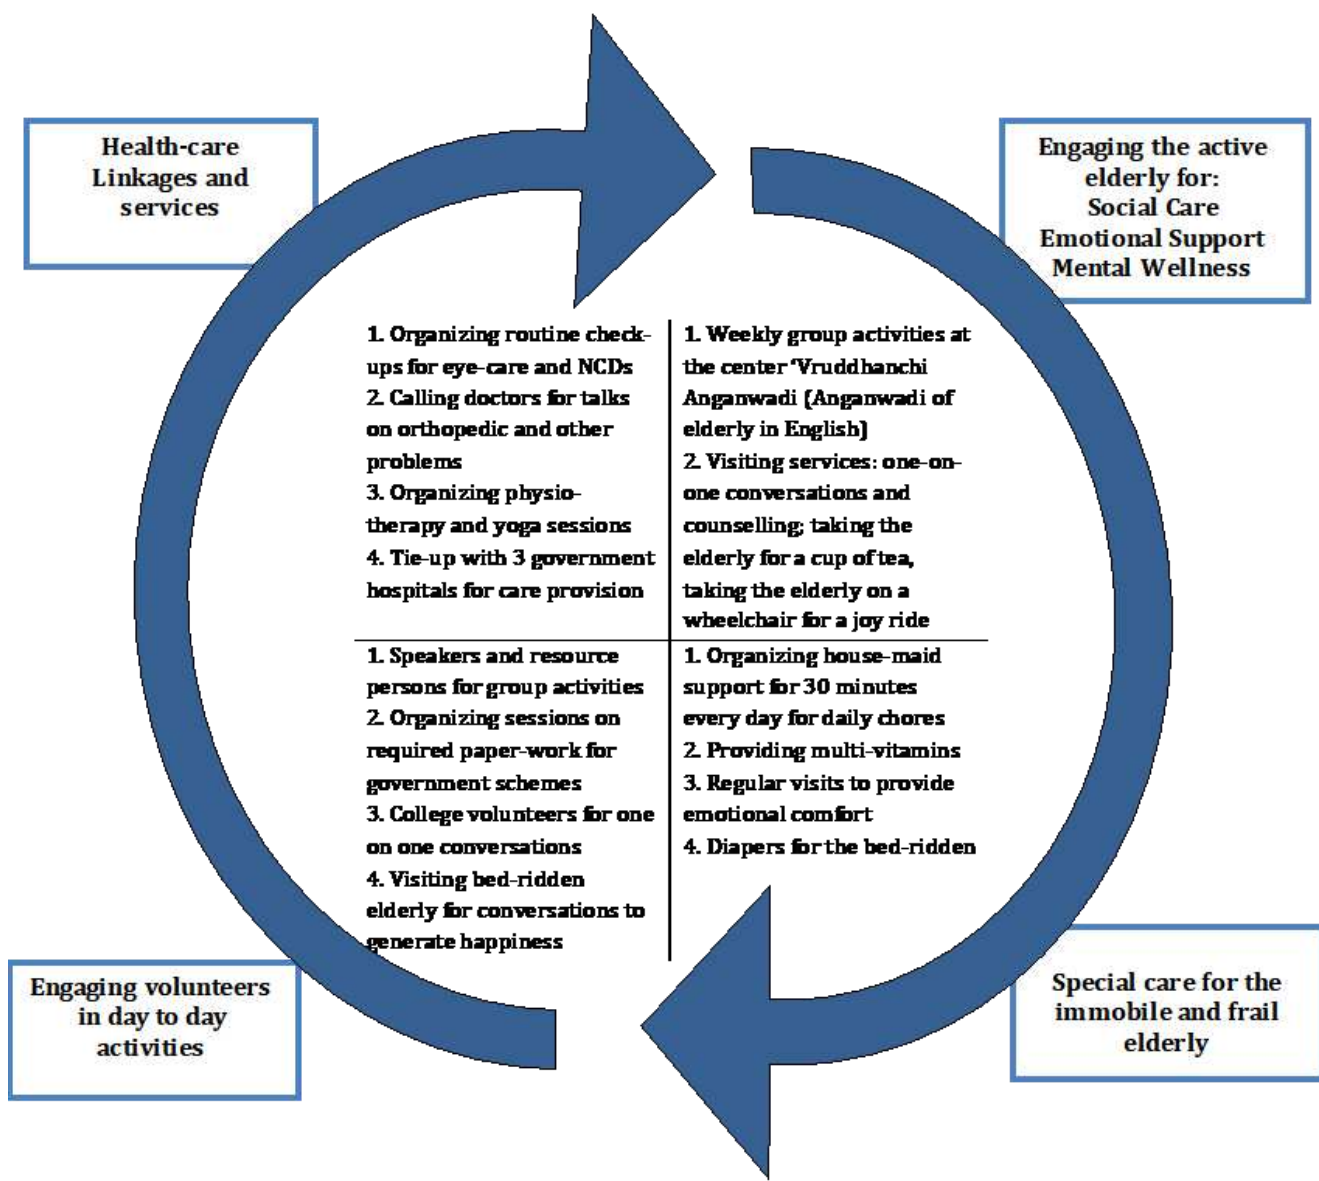 Health-care
Linkages and
services
Engaging the active
elderly for:
Social Care
Emotional Support
Mental Wellness
1. Organizing routine check-
ups for eye-care and NCDs
2. Calling doctors for talks
on orthopedic and other
problems
3. Organizing physio-
therapy and yoga sessions
4. Tie-up with 3 government
hospitals for care provision
1. Weekly group activities at
the center ‘Vruddhanchi
Anganwadi (Anganwadi of
elderly in English)
2. Visiting services: one-on-
one conversations and
counselling; taking the
elderly for a cup of tea,
taking the elderly on a
wheelchair for a joy ride
1. Speakers and resource
persons for group activities
2. Organizing sessions on
required paper-work for
government schemes
3. College volunteers for one
on one conversations
4. Visiting bed-ridden
elderly for conversations to
generate happiness
1. Organizing house-maid
support for 30 minutes
every day for daily chores
2. Providing multi-vitamins
3. Regular visits to provide
emotional comfort
4. Diapers for the bed-ridden
Engaging volunteers
in day to day
activities
Special care for the
immobile and frail
elderly